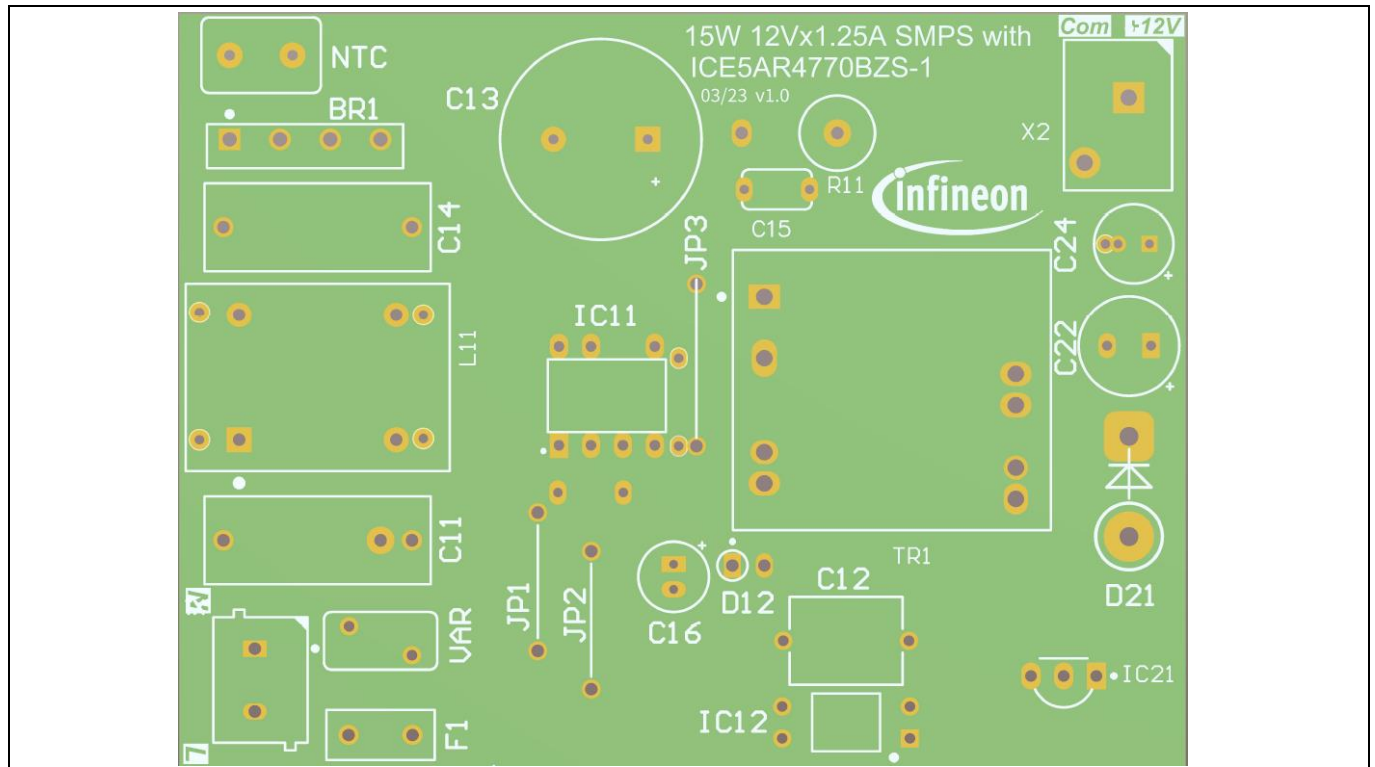 Com +12V
15W 12Vx1.25A SMPS with
ICE5AR4770BZS-1
03/23 v1.0
NTC
C13
BR1
X2
R11
infineon
C15
C14
JP3
C24
IC11
L11
C22
C11
TR1
D21
JP1
JP2
C16
D12
C12
VAR
IC21
IC12
F1